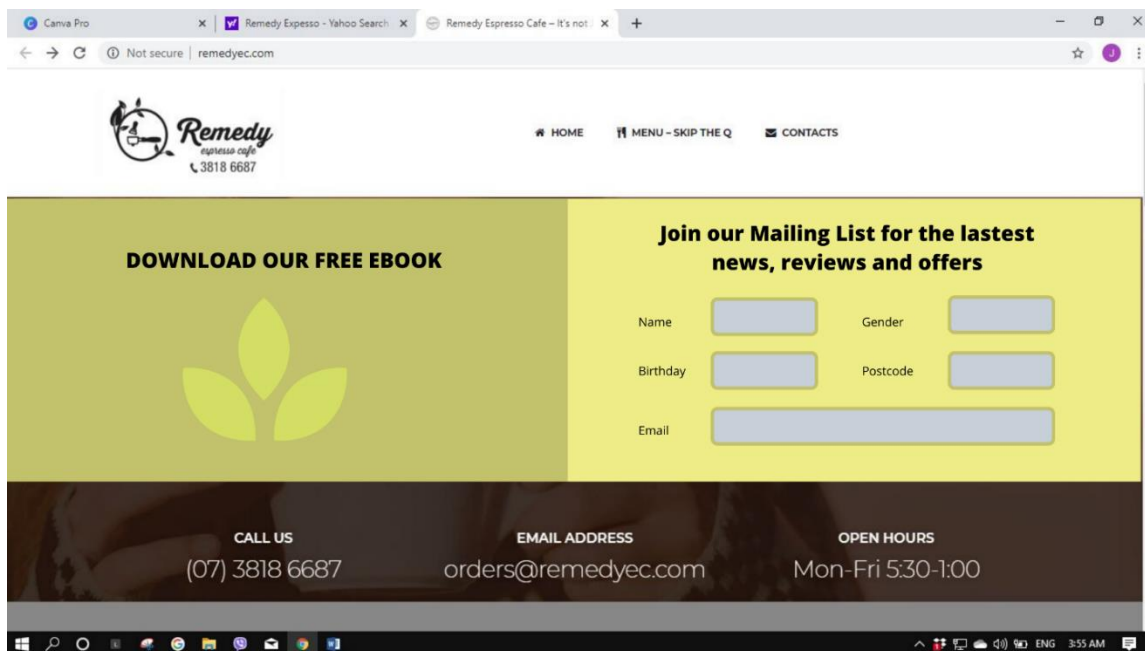 Canva Pro
Remedy Expesso - Yahoo Search
Remedy Espresso Cafe – It's not
Not secure | remedyec.com
J
Remedy
espresso cafe
3818 6687
HOME
MENU – SKIP THE Q
CONTACTS
DOWNLOAD OUR FREE EBOOK
Join our Mailing List for the lastest
news, reviews and offers
Name
Gender
Birthday
Postcode
Email
CALL US
(07) 3818 6687
EMAIL ADDRESS
orders@remedyec.com
OPEN HOURS
Mon-Fri 5:30-1:00
ENG
3:55 AM